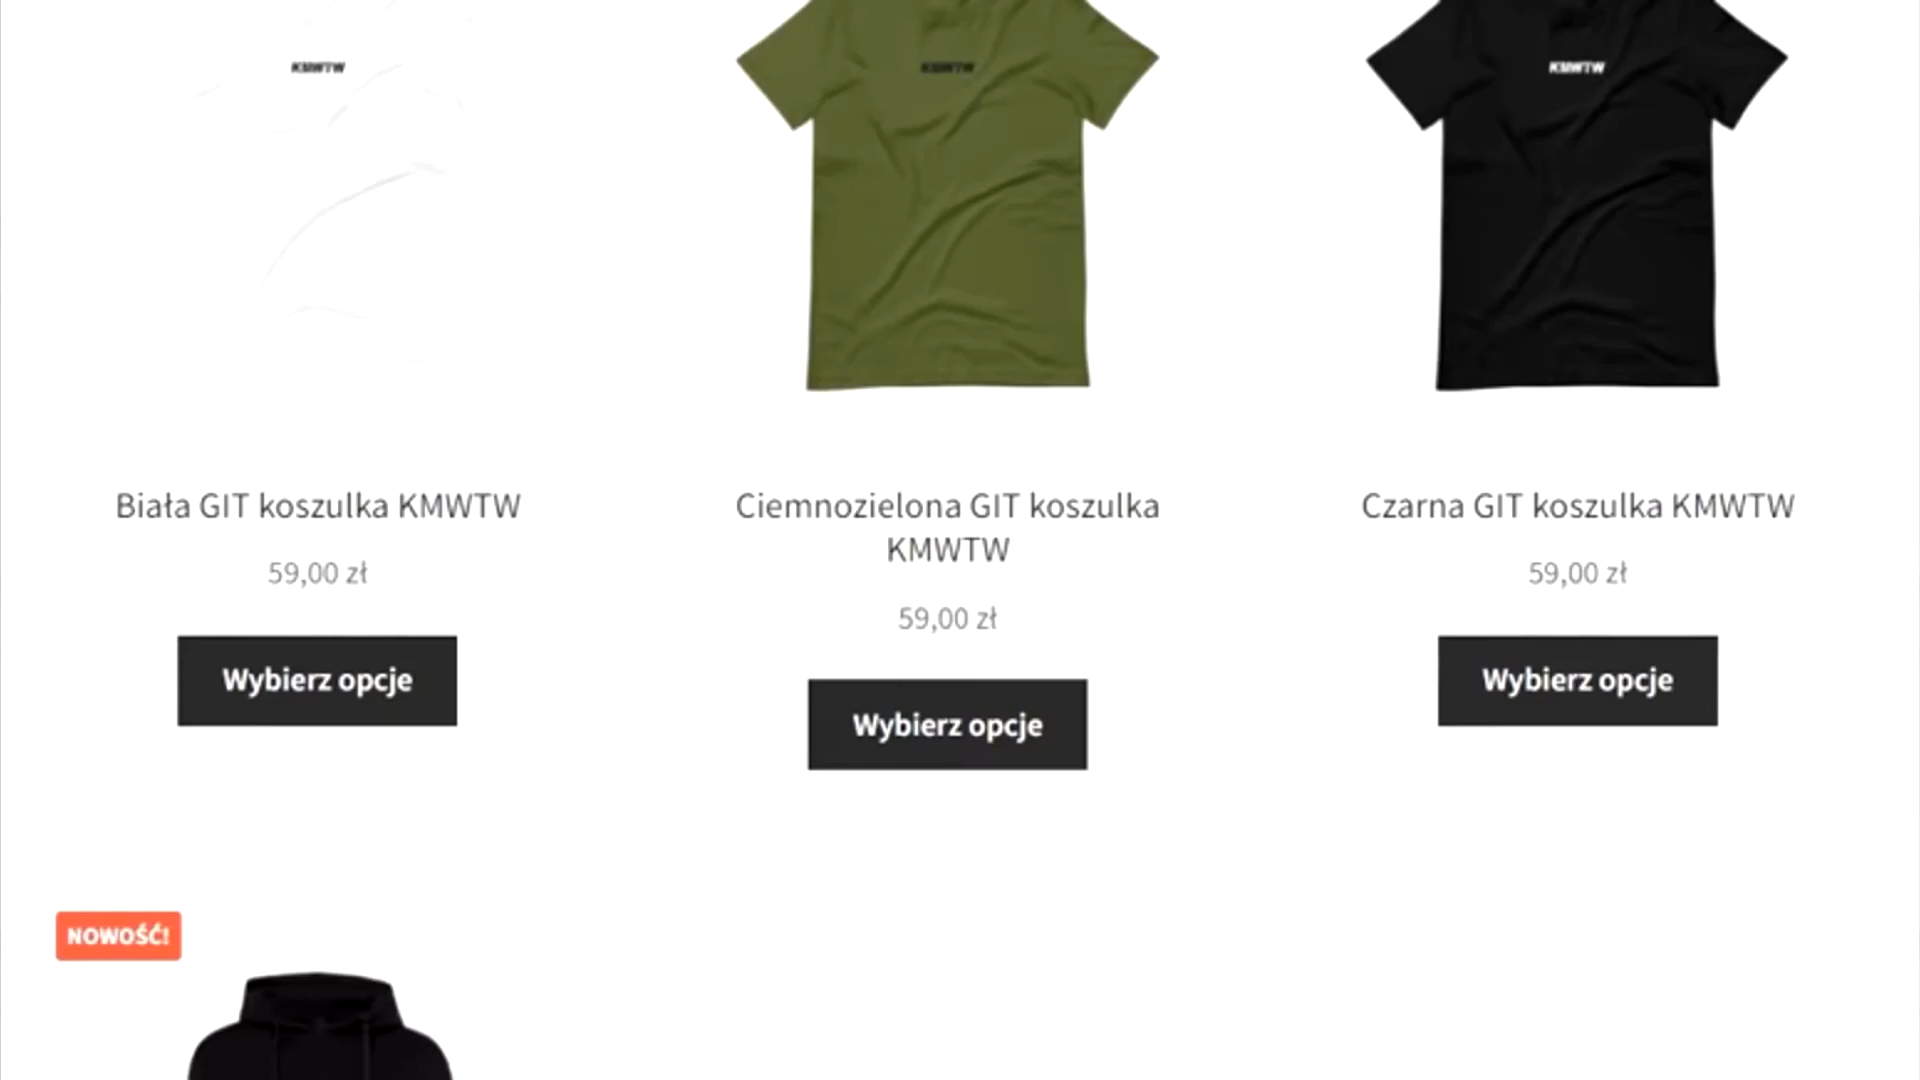 KMWTW
KMWTW
KMWTW
Biała GIT koszulka KMWTW
59,00 zł
Wybierz opcje
Ciemnozielona GIT koszulka
KMWTW
59,00 zł
Wybierz opcje
Czarna GIT koszulka KMWTW
59,00 zł
Wybierz opcje
NOWOŚĆ!